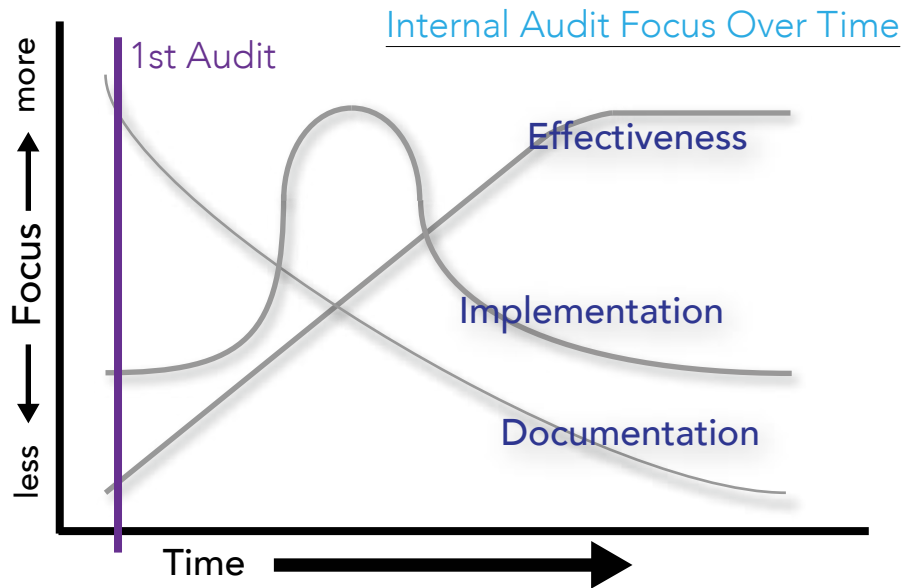 Internal Audit Focus Over Time
1st Audit
more
Focus
less
Effectiveness
Implementation
Documentation
Time